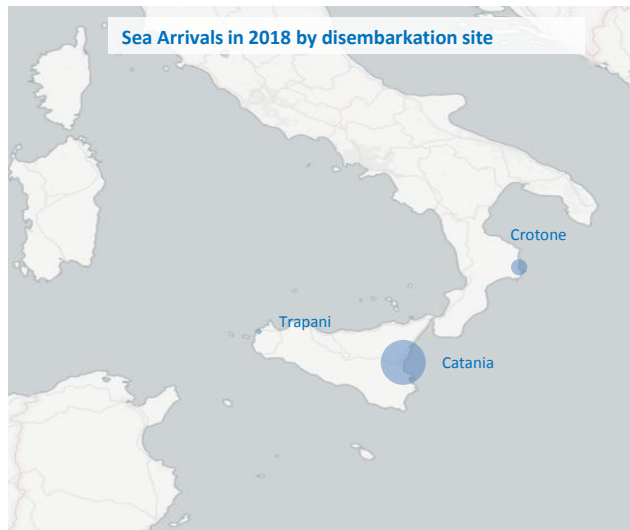 Sea Arrivals in 2018 by disembarkation site
Crotone
Trapani
Catania